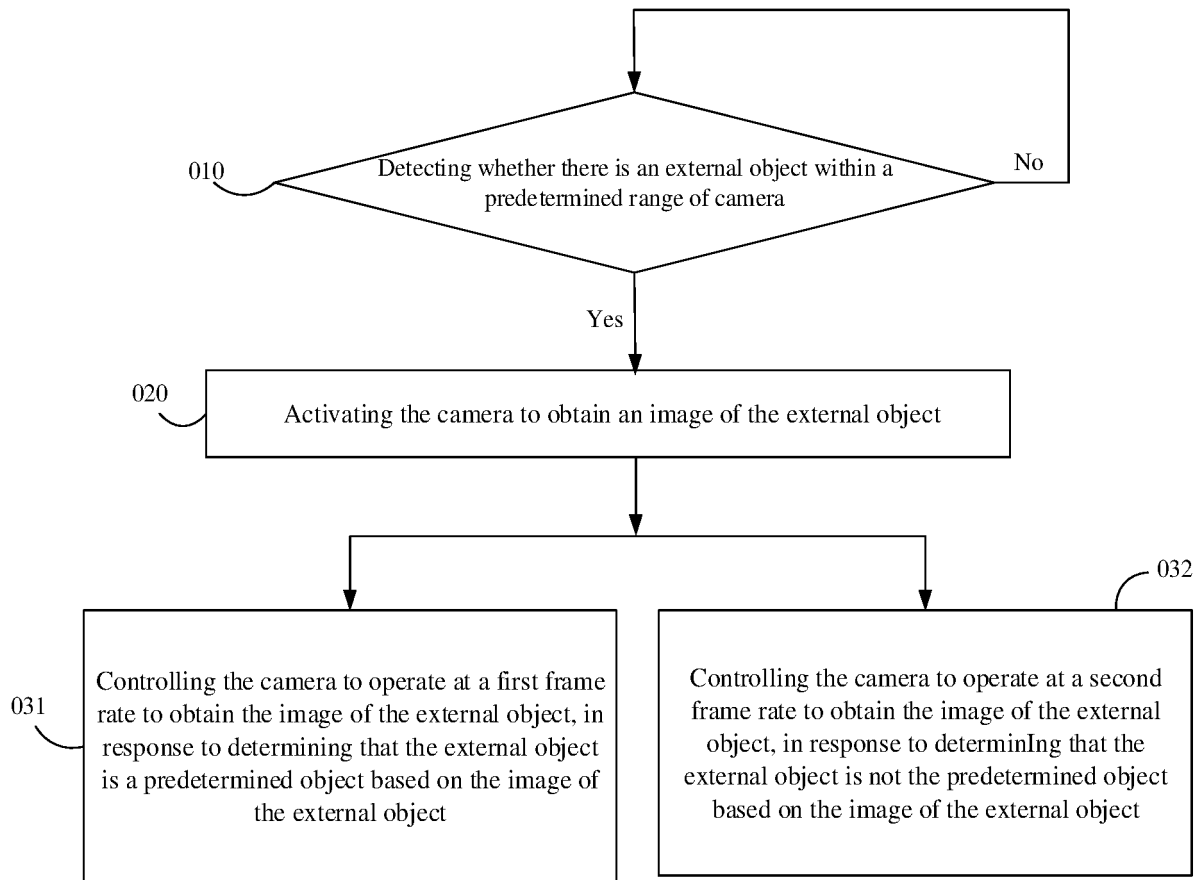 010
Detecting whether there is an external object within a
predetermined range of camera
No
Yes
020
Activating the camera to obtain an image of the external object
031
Controlling the camera to operate at a first frame
rate to obtain the image of the external object, in
response to determining that the external object
is a predetermined object based on the image of
the external object
032
Controlling the camera to operate at a second
frame rate to obtain the image of the external
object, in response to determinIng that the
external object is not the predetermined object
based on the image of the external object